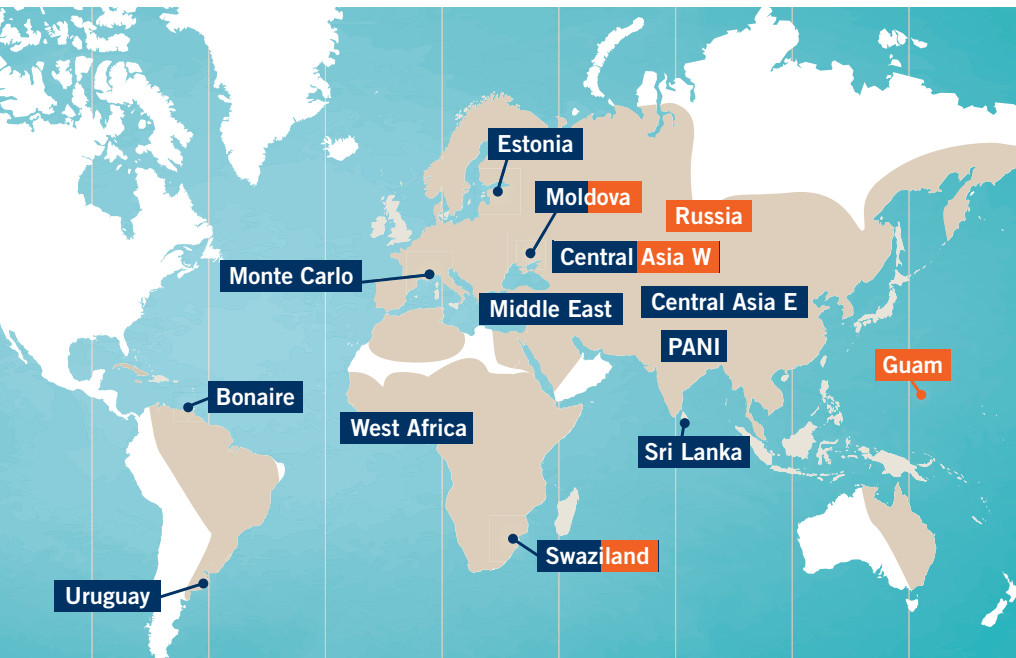 Estonia
Moldova
Russia
Central Asia W
Monte Carlo
Middle East
Central Asia E
PANI
Guam
Bonaire
West Africa
Sri Lanka
Swaziland
Uruguay